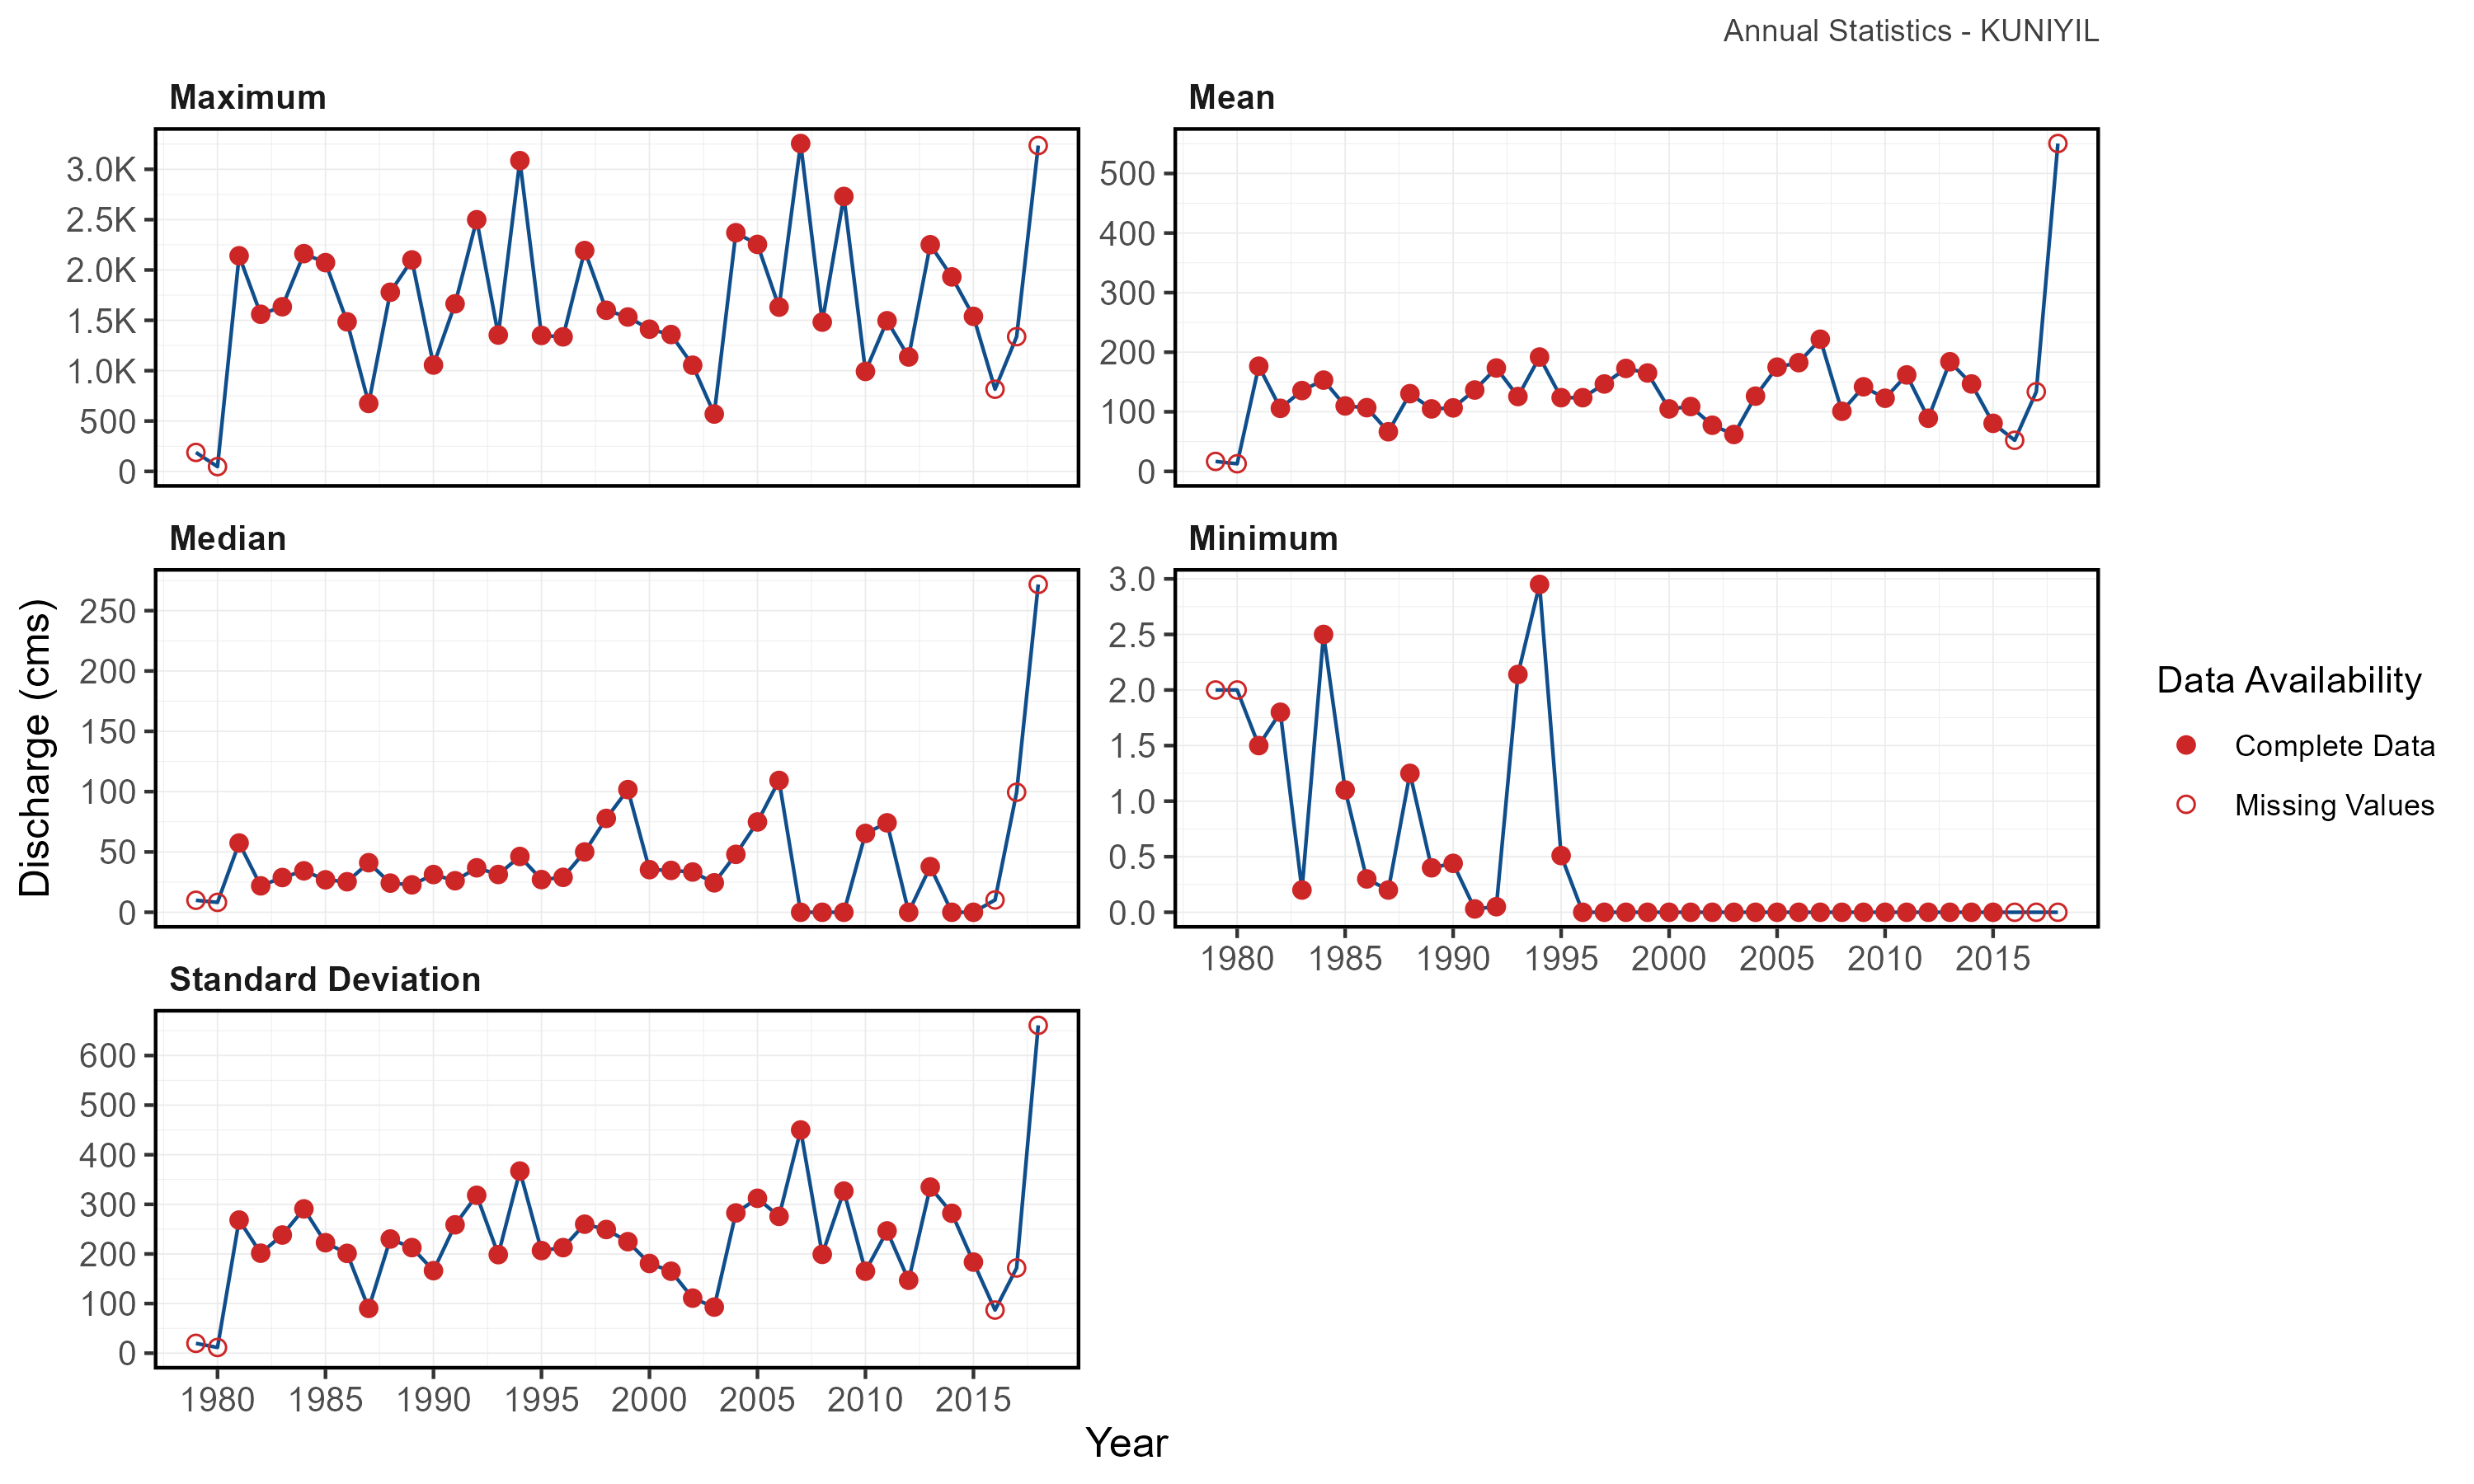 Annual Statistics - KUNIYIL
Maximum
3.0K
2.5K
2.0K
1.5K
1.0K
500
0
Mean
500
400
300
200
100
0
Median
250
200
150
100
50
0
Minimum
3.0
2.5
2.0
1.5
1.0
0.5
0.0
1980 1985 1990 1995 2000 2005 2010 2015
Standard Deviation
600
500
400
300
200
100
0
1980 1985 1990 1995 2000 2005 2010 2015
Discharge (cms)
Year
Data Availability
Complete Data
Missing Values